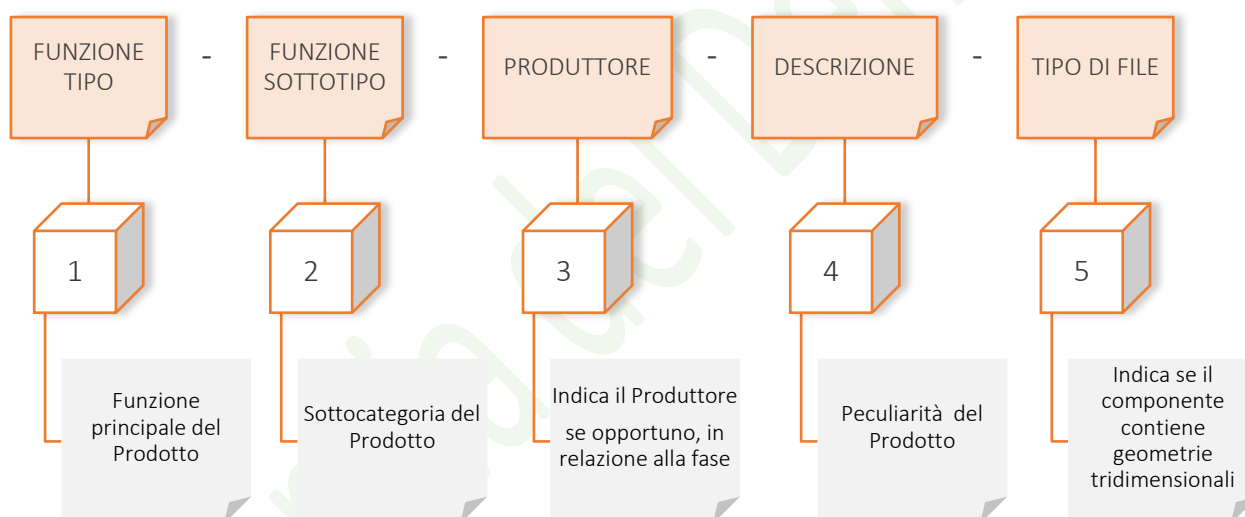 FUNZIONE
TIPO
-
FUNZIONE
SOTTOTIPO
-
PRODUTTORE
-
DESCRIZIONE
-
TIPO DI FILE
1
2
3
4
5
Funzione
principale del
Prodotto
Sottocategoria del
Prodotto
Indica il Produttore
se opportuno, in
relazione alla fase
Peculiarità del
Prodotto
Indica se il
componente
contiene
geometrie
tridimensionali